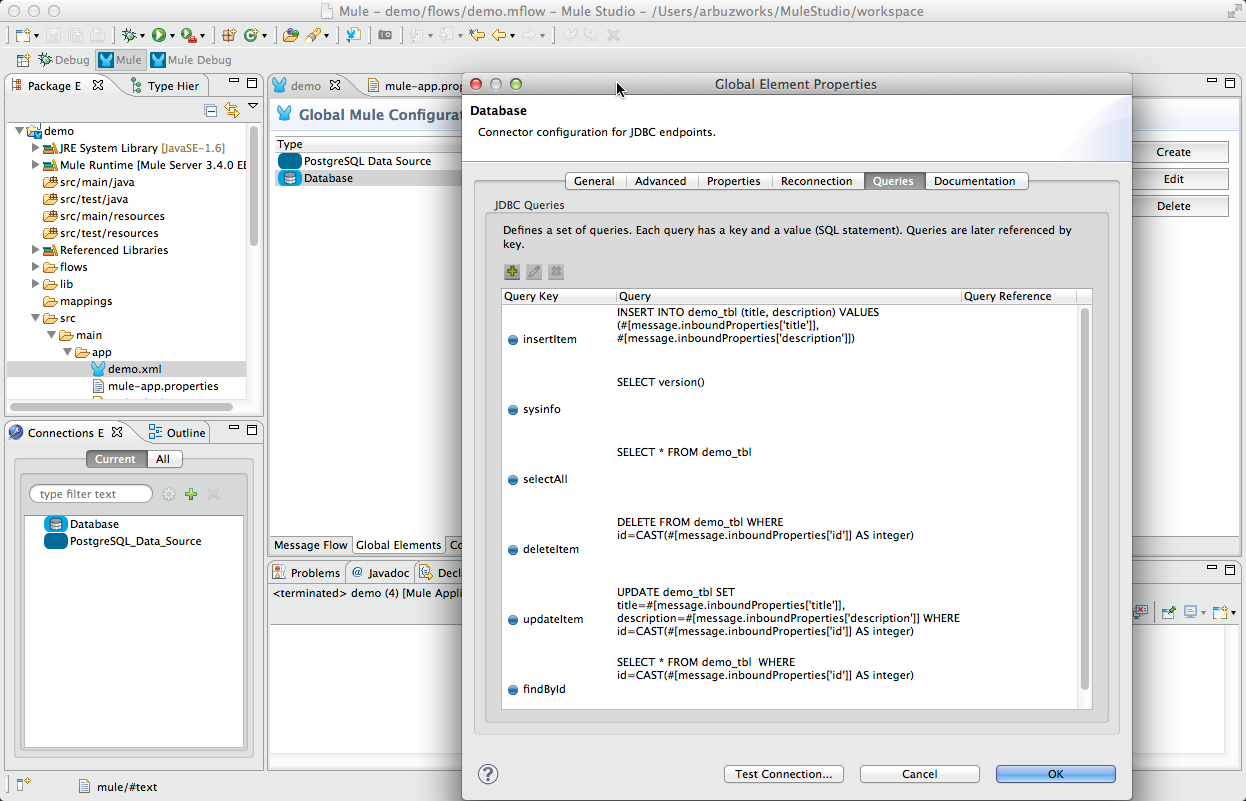 Mule – demo/flows/demo.mflow – Mule Studio – /Users/arbuzworks/MuleStudio/workspace
Debug
Mule
Mule Debug
Package E
Type Hier
demo
JRE System Library [JavaSE-1.6]
Mule Runtime [Mule Server 3.4.0 EE
src/main/java
src/test/java
src/main/resources
src/test/resources
Referenced Libraries
flows
lib
mappings
src
main
app
demo.xml
mule-app.properties
Connections E
Outline
Current
All
type filter text
Database
PostgreSQL_Data_Source
mule/#text
demo
mule-app.prop
Global Mule Configurat
Type
PostgreSQL Data Source
Database
Create
Edit
Delete
Message Flow
Global Elements
Co
Problems
@ Javadoc
Decl
<terminated> demo (4) [Mule Appli
Global Element Properties
Database
Connector configuration for JDBC endpoints.
General
Advanced
Properties
Reconnection
Queries
Documentation
JDBC Queries
Defines a set of queries. Each query has a key and a value (SQL statement). Queries are later referenced by
key.
Query Key
Query
Query Reference
INSERT INTO demo_tbl (title, description) VALUES
(#[message.inboundProperties['title']],
#[message.inboundProperties['description']])
insertItem
SELECT version()
sysinfo
SELECT * FROM demo_tbl
selectAll
DELETE FROM demo_tbl WHERE
id=CAST(#[message.inboundProperties['id']] AS integer)
deleteItem
UPDATE demo_tbl SET
title=#[message.inboundProperties['title']],
description=#[message.inboundProperties['description']] WHERE
id=CAST(#[message.inboundProperties['id']] AS integer)
updateItem
SELECT * FROM demo_tbl  WHERE
id=CAST(#[message.inboundProperties['id']] AS integer)
findById
?
Test Connection...
Cancel
OK